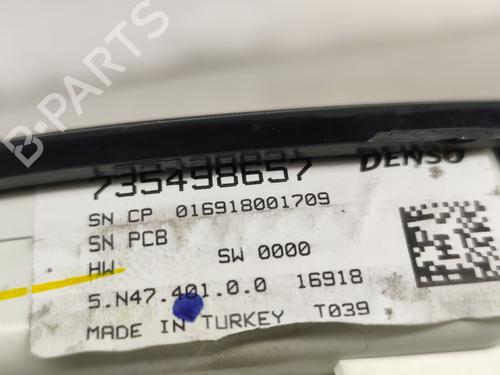 B-PARTS
735498657 DENSO
SN CP 016918001709
SN PCB
HW SW 0000
5.N47.401.0.0 16918
MADE IN TURKEY T039